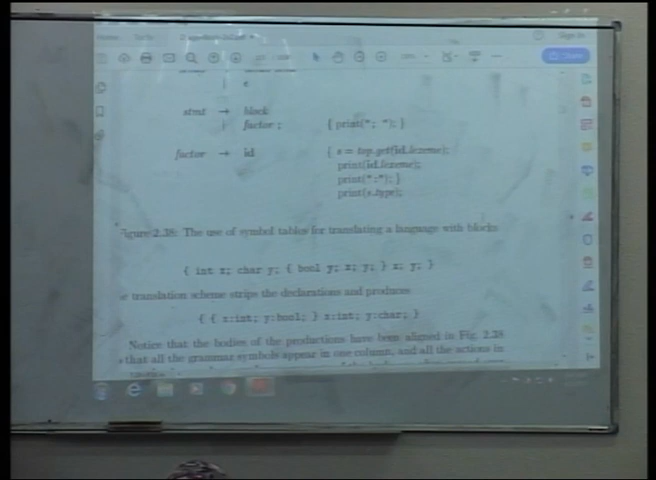 Sign In
| ε
stmt → block
| factor ; { print("; "); }
factor → id { s = top.get(id.lexeme);
print(id.lexeme);
print(":"); }
print(s.type);
Figure 2.38: The use of symbol tables for translating a language with blocks
{ int x; char y; { bool y; x; y; } x; y; }
translation scheme strips the declarations and produces
{ { x:int; y:bool; } x:int; y:char; }
Notice that the bodies of the productions have been aligned in Fig. 2.38
that all the grammar symbols appear in one column, and all the actions in